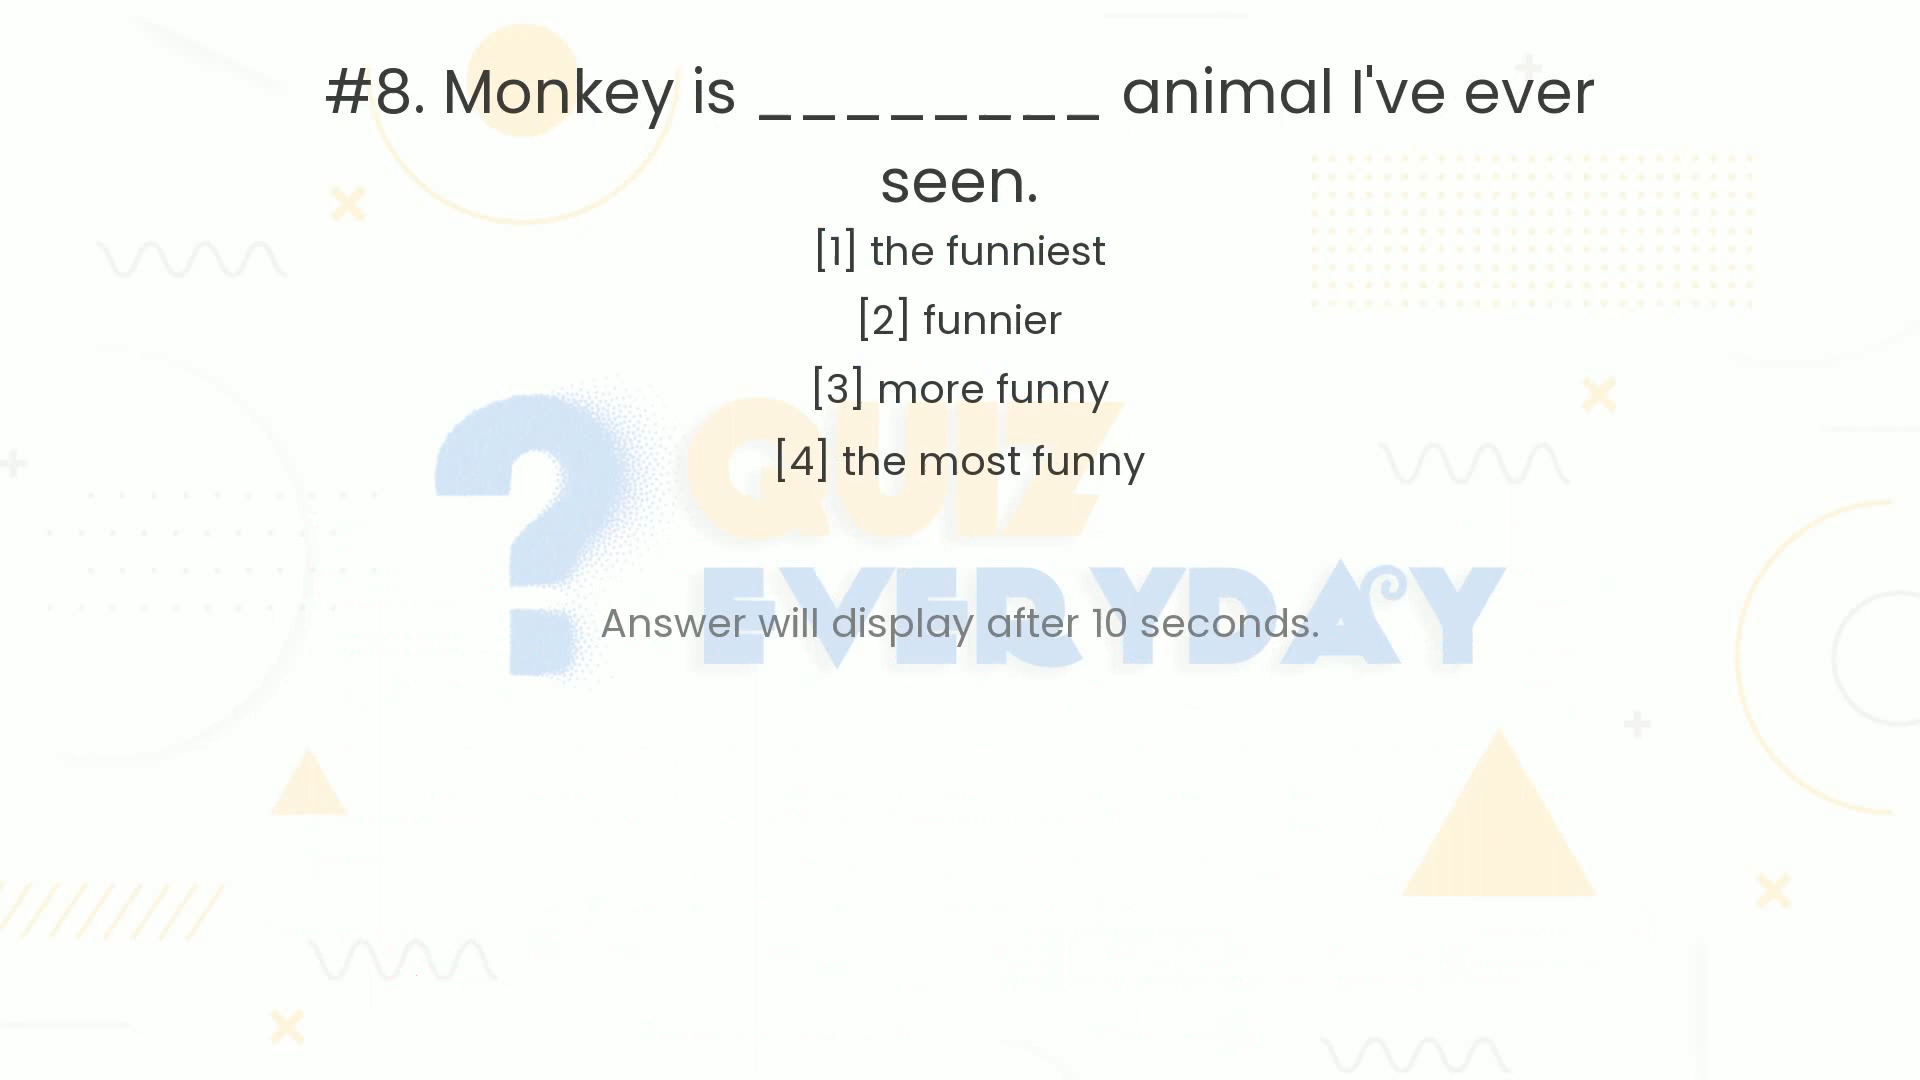 #8. Monkey is ________ animal I've ever
seen.
[1] the funniest
[2] funnier
[3] more funny
[4] the most funny
? QUIZ
EVERYDAY
Answer will display after 10 seconds.